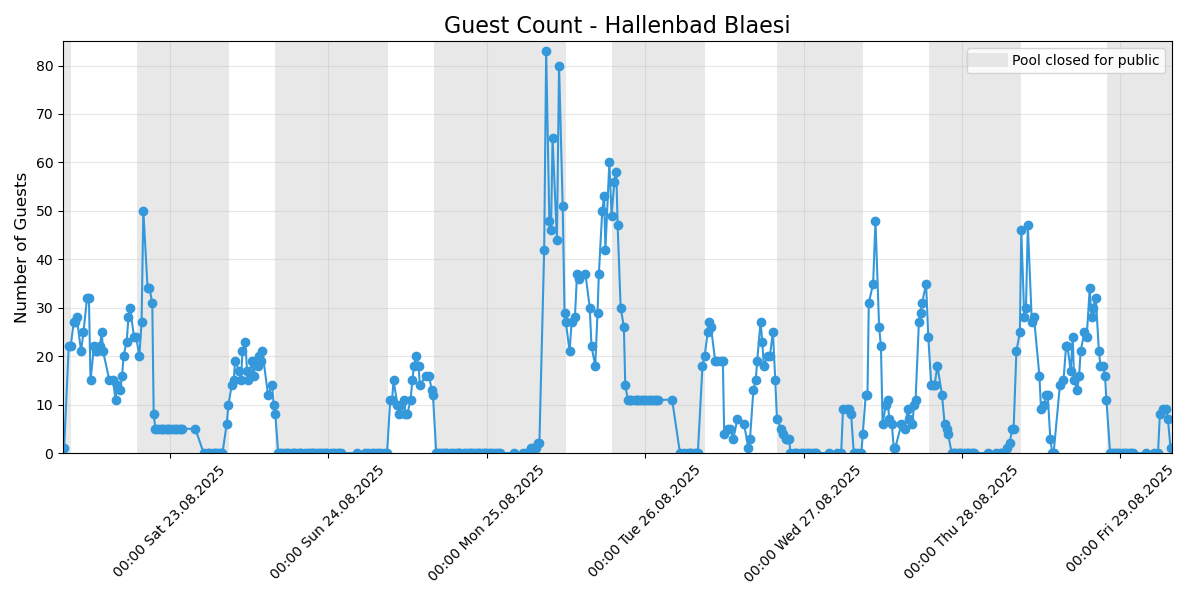 Guest Count - Hallenbad Blaesi
Number of Guests
80
70
60
50
40
30
20
10
0
Pool closed for public
00:00 Sat 23.08.2025
00:00 Sun 24.08.2025
00:00 Mon 25.08.2025
00:00 Tue 26.08.2025
00:00 Wed 27.08.2025
00:00 Thu 28.08.2025
00:00 Fri 29.08.2025